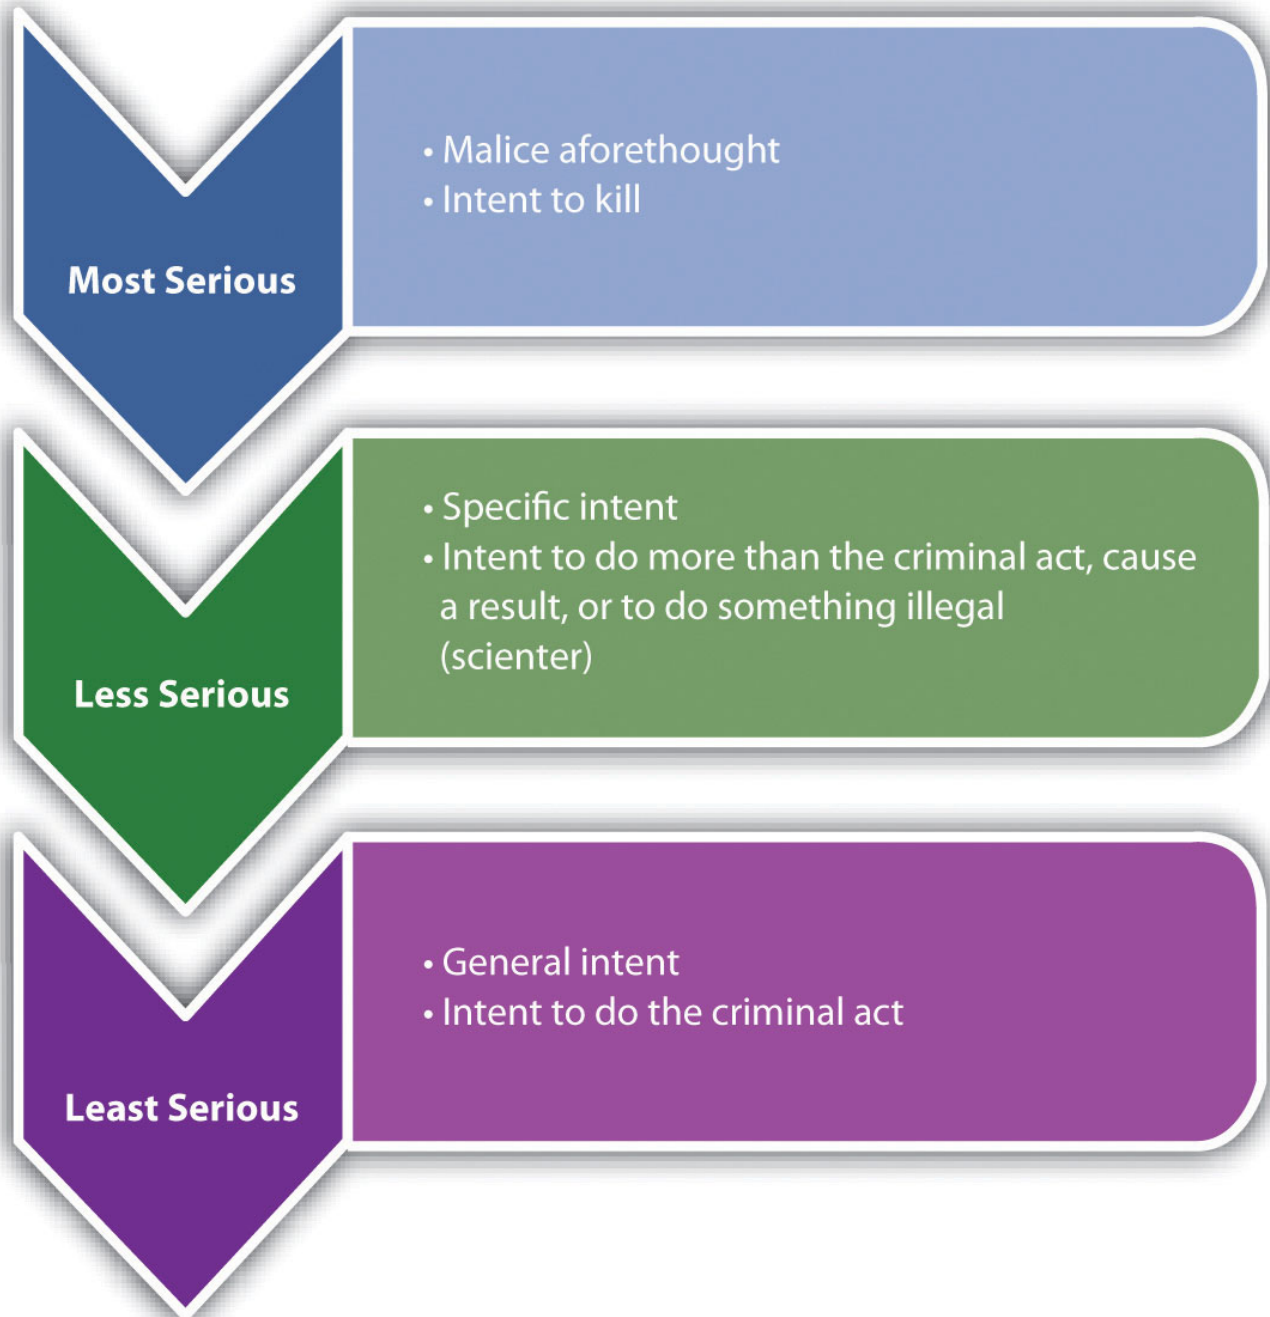 • Malice aforethought
• Intent to kill
Most Serious
• Specific intent
• Intent to do more than the criminal act, cause
a result, or to do something illegal
(scienter)
Less Serious
• General intent
• Intent to do the criminal act
Least Serious